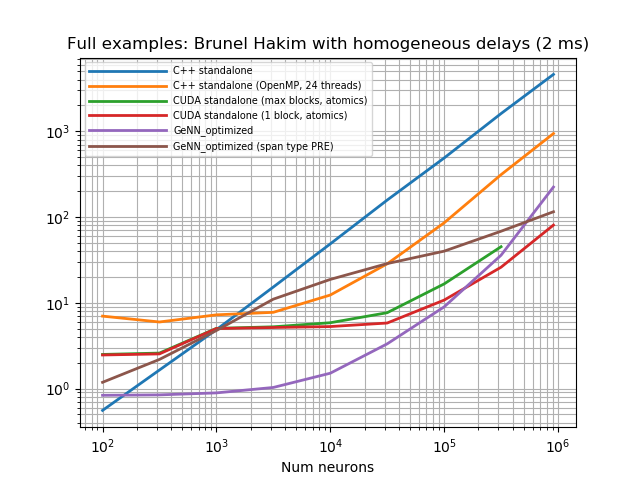 Full examples: Brunel Hakim with homogeneous delays (2 ms)
C++ standalone
C++ standalone (OpenMP, 24 threads)
CUDA standalone (max blocks, atomics)
CUDA standalone (1 block, atomics)
GeNN_optimized
GeNN_optimized (span type PRE)
10³
10²
10¹
10⁰
10² 10³ 10⁴ 10⁵ 10⁶
Num neurons